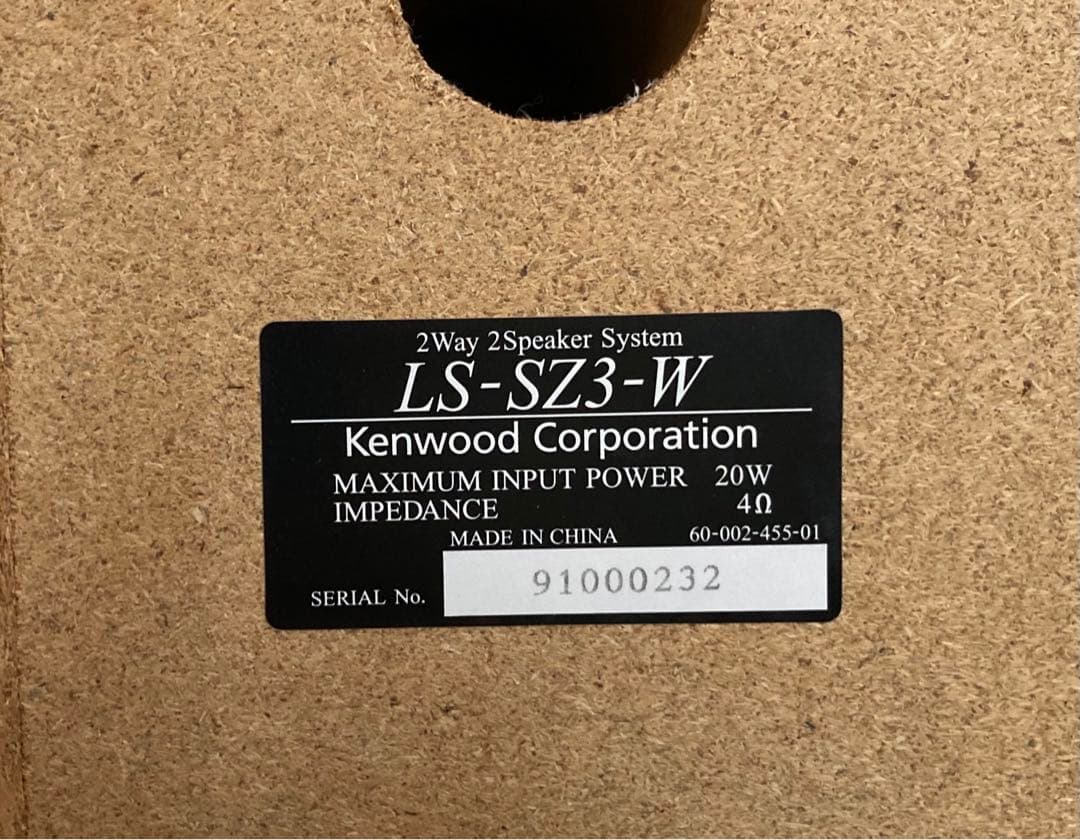 2Way 2Speaker System
LS-SZ3-W
Kenwood Corporation
MAXIMUM INPUT POWER 20W
IMPEDANCE 4Ω
MADE IN CHINA 60-002-455-01
SERIAL No. 91000232